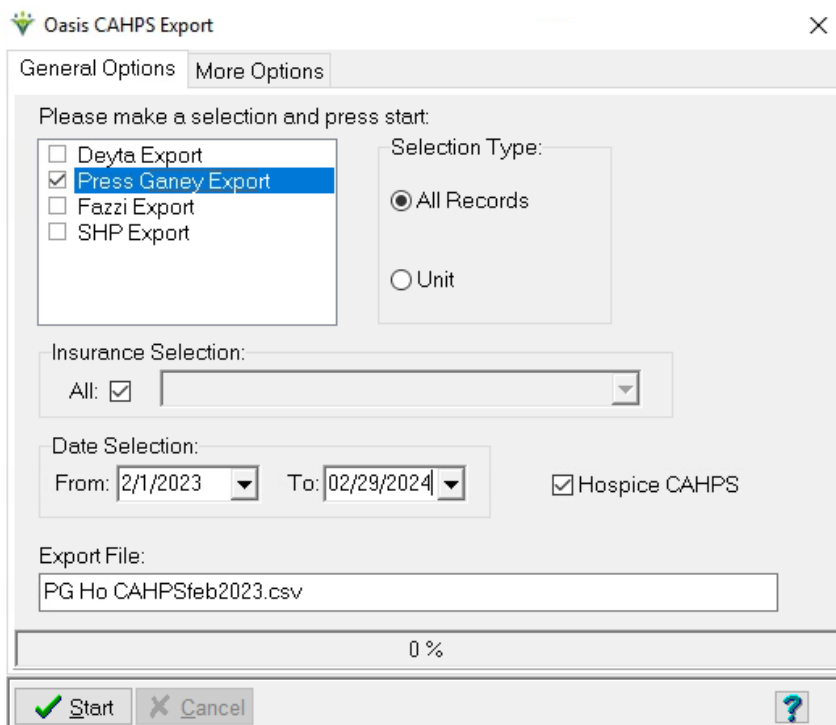 Oasis CAHPS Export
General Options More Options
Please make a selection and press start:
Deyta Export
Press Ganey Export
Fazzi Export
SHP Export
Selection Type:
All Records
Unit
Insurance Selection:
All:
Date Selection:
From: 2/1/2023 To: 02/29/2024
Hospice CAHPS
Export File:
PG Ho CAHPSfeb2023.csv
0 %
Start Cancel ?